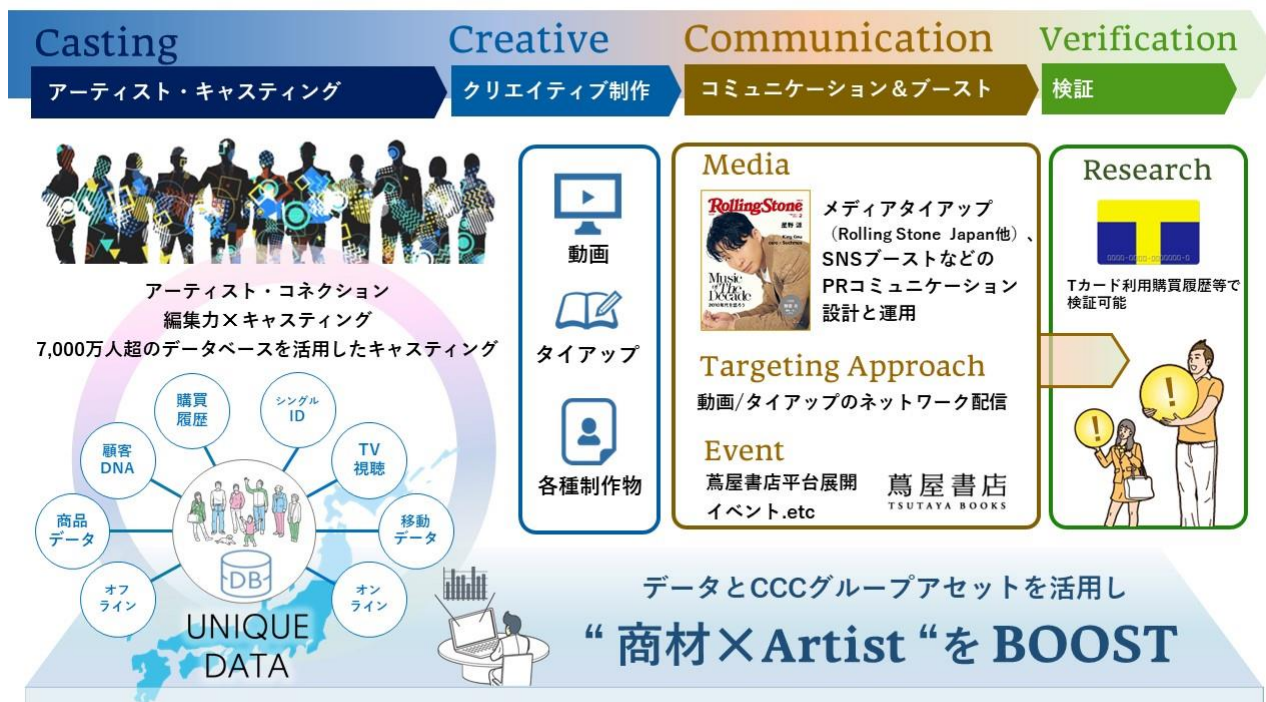 Casting
アーティスト・キャスティング
Creative
クリエイティブ制作
Communication
コミュニケーション＆ブースト
Verification
検証
アーティスト・コネクション
編集力×キャスティング
7,000万人超のデータベースを活用したキャスティング
購買
履歴
シングル
ID
顧客
DNA
TV
視聴
商品
データ
移動
データ
オフ
ライン
オン
ライン
DB
UNIQUE
DATA
動画
タイアップ
各種制作物
Media
RollingStone
星野 源
Music
of The
Decade
メディアタイアップ
（Rolling Stone Japan他）、
SNSブーストなどの
PRコミュニケーション
設計と運用
Targeting Approach
動画/タイアップのネットワーク配信
Event
蔦屋書店平台展開
イベント.etc
蔦屋書店
TSUTAYA BOOKS
Research
T
0000-0000-0000000-0
Tカード利用購買履歴等で
検証可能
データとCCCグループアセットを活用し
“ 商材×Artist “を BOOST